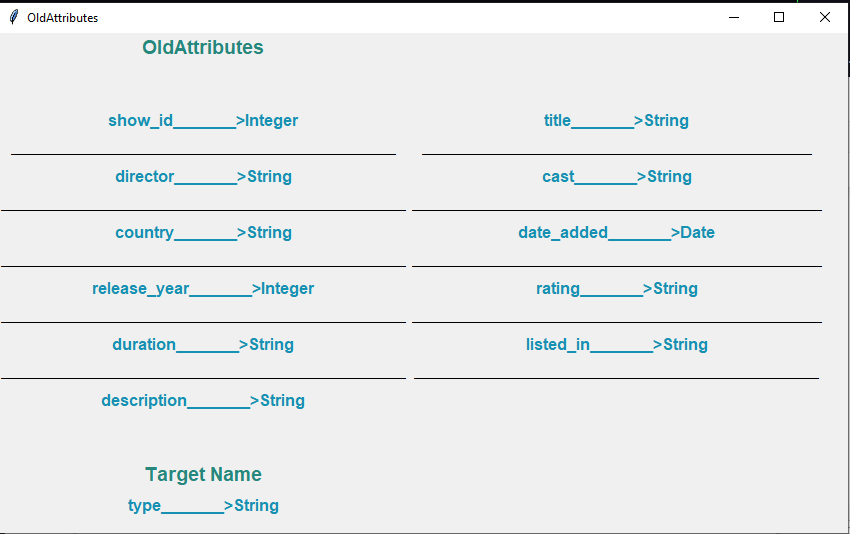 OldAttributes
OldAttributes
show_id_______>Integer
title_______>String
director_______>String
cast_______>String
country_______>String
date_added_______>Date
release_year_______>Integer
rating_______>String
duration_______>String
listed_in_______>String
description_______>String
Target Name
type_______>String